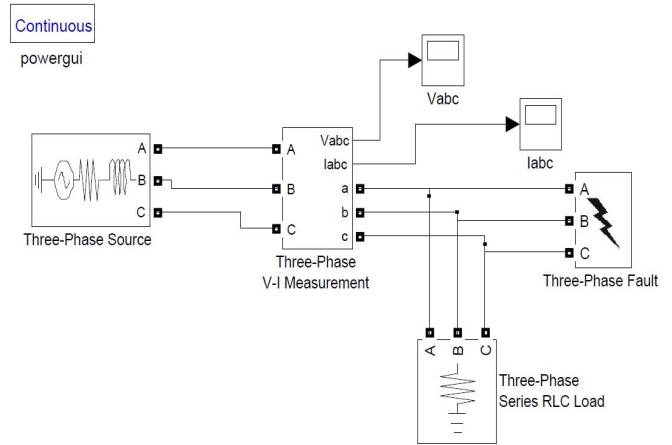 Continuous
powergui
Vabc
Iabc
A
B
C
Three-Phase Source
A
B
C
Vabc
Iabc
a
b
c
Three-Phase
V-I Measurement
A
B
C
Three-Phase Fault
A
B
C
Three-Phase
Series RLC Load